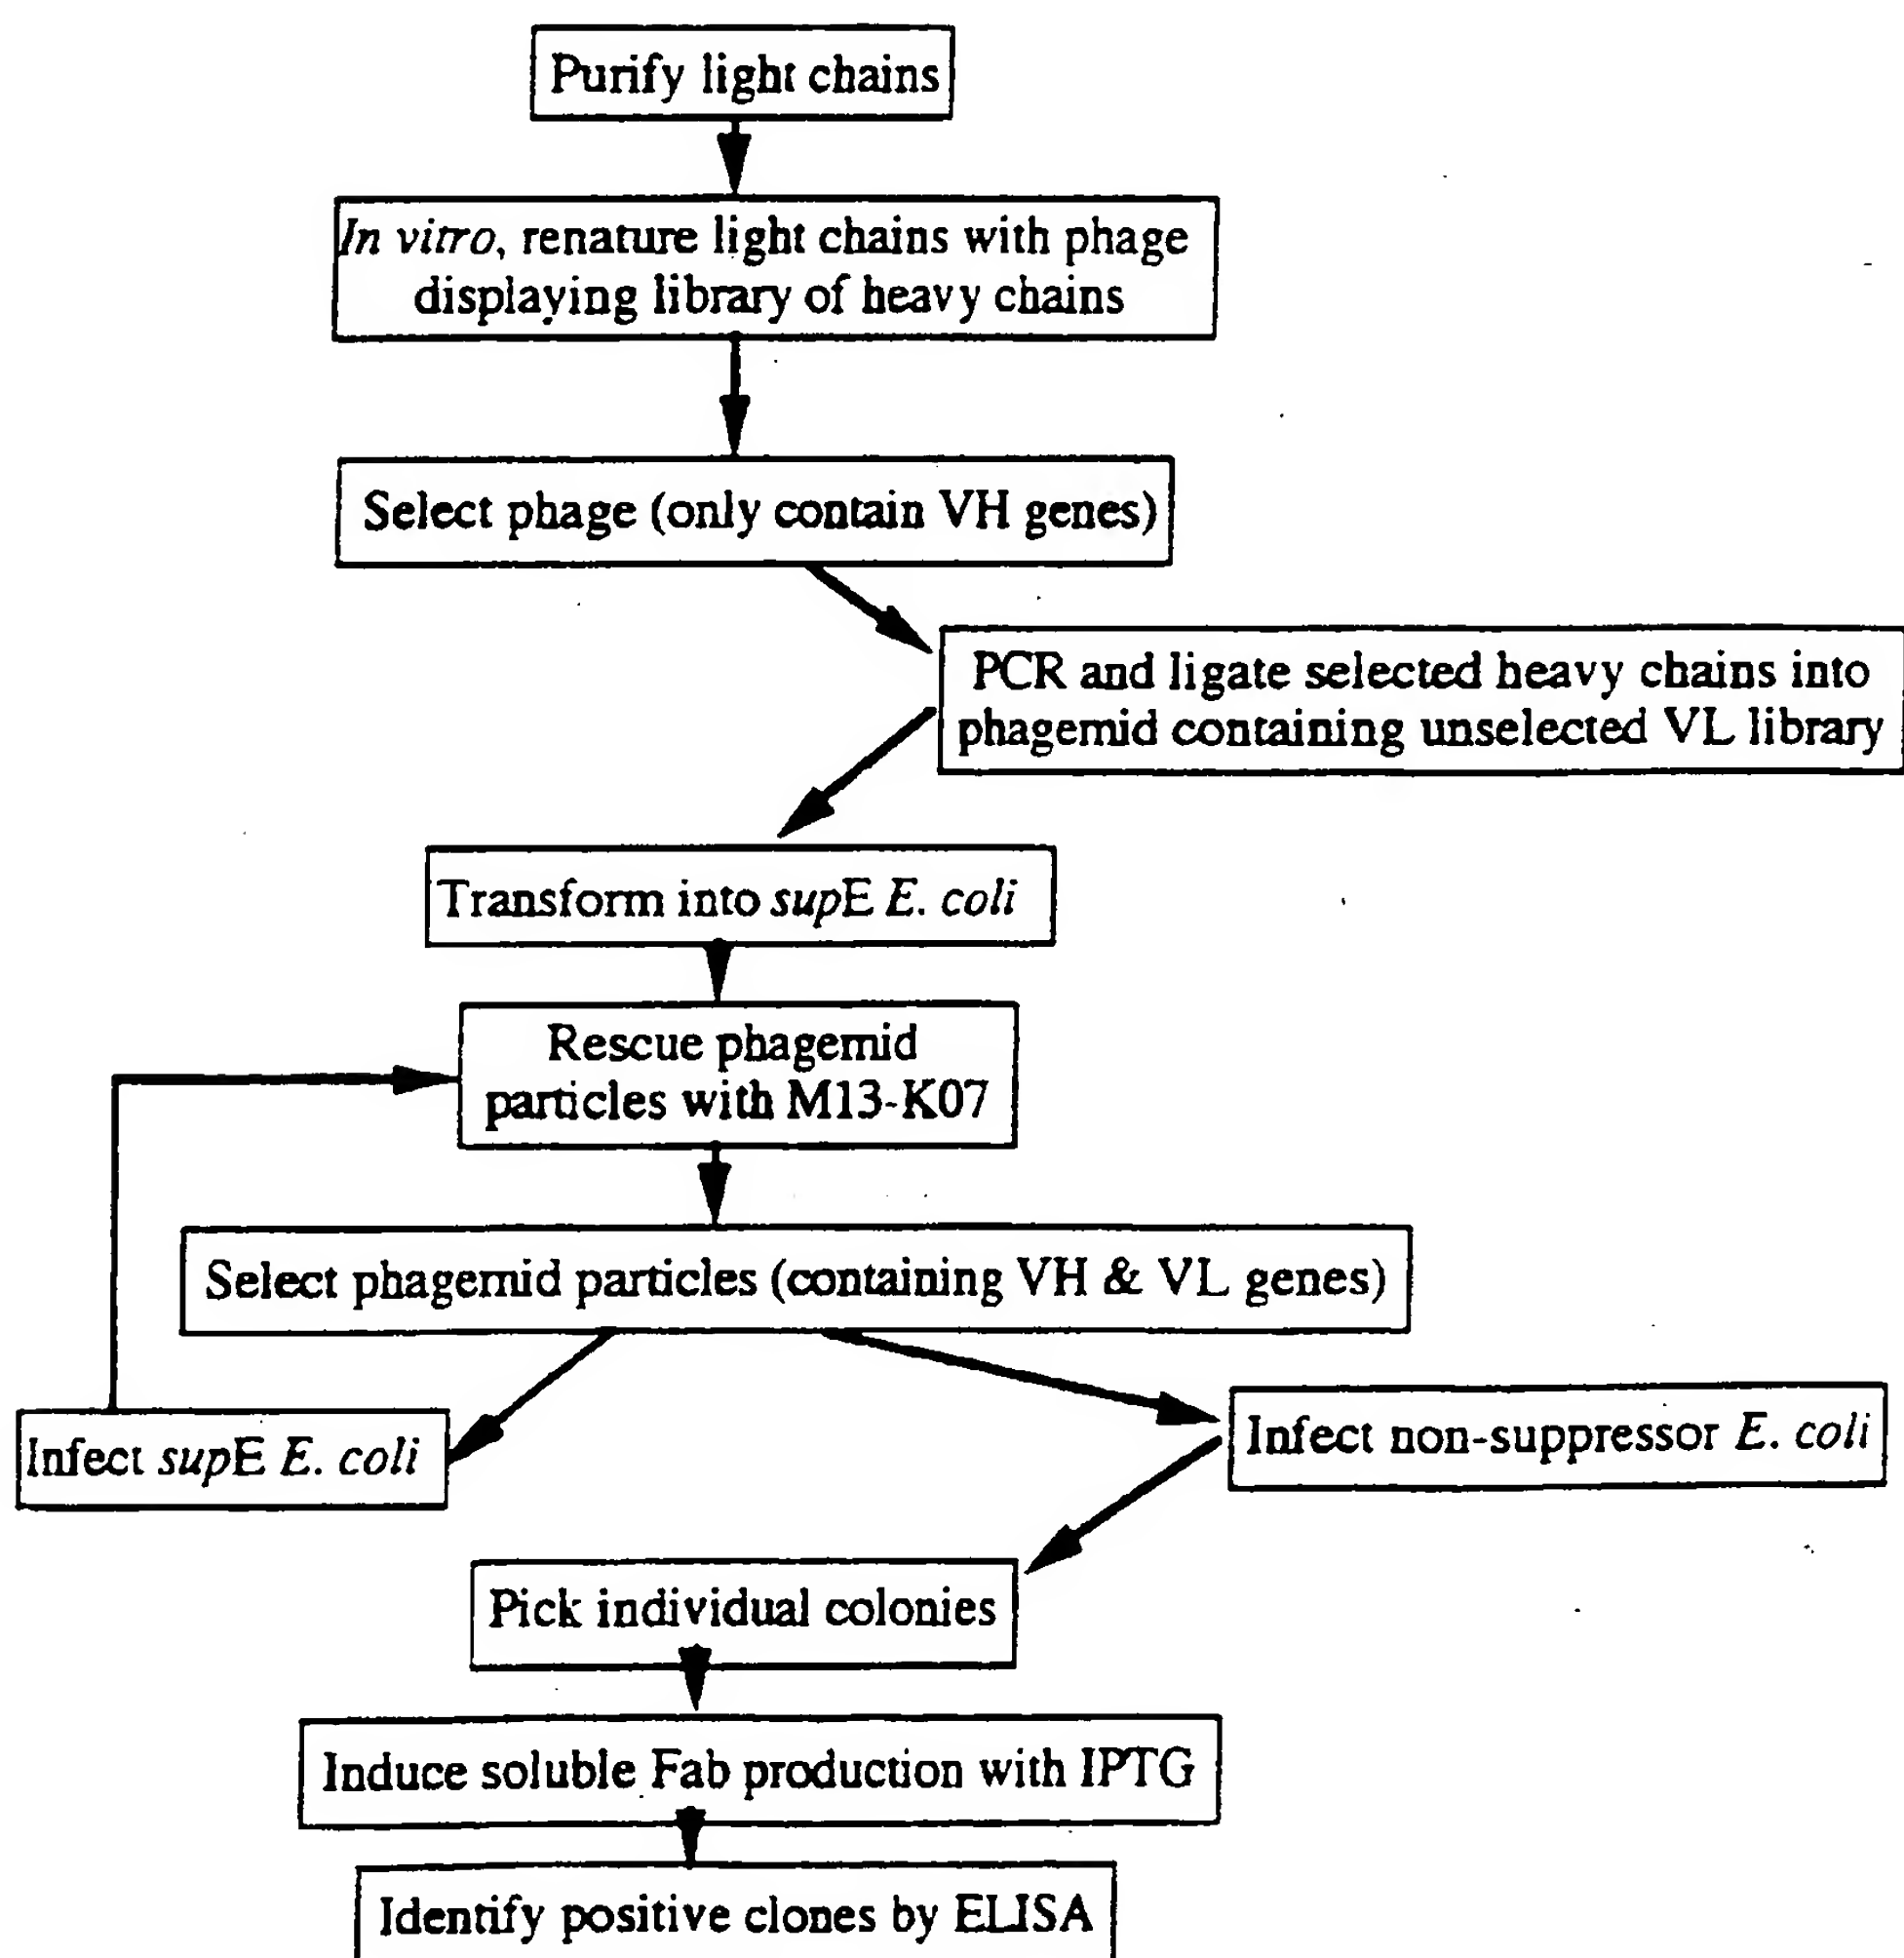 Purify light chains
In vitro, renature light chains with phage
displaying library of heavy chains
Select phage (only contain VH genes)
PCR and ligate selected heavy chains into
phagemid containing unselected VL library
Transform into supE E. coli
Rescue phagemid
particles with M13-K07
Select phagemid particles (containing VH & VL genes)
Infect supE E. coli
Infect non-suppressor E. coli
Pick individual colonies
Induce soluble Fab production with IPTG
Identify positive clones by ELISA